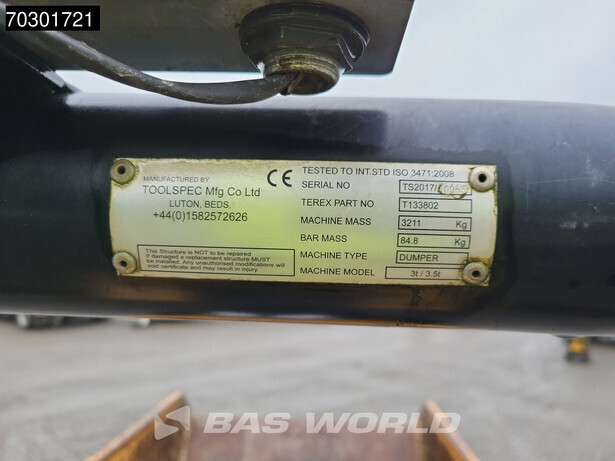 70301721
MANUFACTURED BY
TOOLSPEC Mfg Co Ltd
LUTON, BEDS.
+44(0)1582572626
This Structure is NOT to be repaired
If damaged a replacement structure MUST
be fitted. Any unauthorised modifications will
void certificate and may result in injury.
CE
TESTED TO INT.STD ISO 3471:2008
SERIAL NO TS2017/
TEREX PART NO T133802
MACHINE MASS 3211 Kg
BAR MASS 84.8 Kg
MACHINE TYPE DUMPER
MACHINE MODEL 3t / 3.5t
BAS WORLD